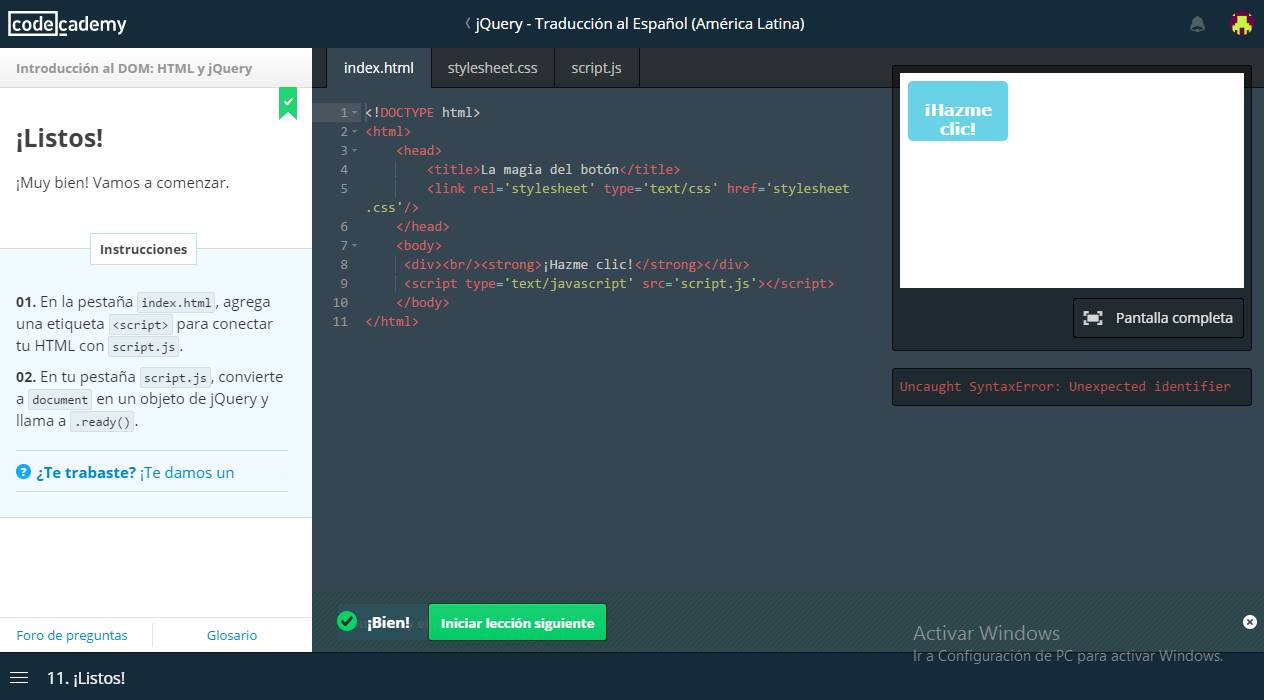 codecademy
jQuery - Traducción al Español (América Latina)
Introducción al DOM: HTML y jQuery
¡Listos!
¡Muy bien! Vamos a comenzar.
Instrucciones
01. En la pestaña index.html, agrega
una etiqueta <script> para conectar
tu HTML con script.js.
02. En tu pestaña script.js, convierte
a document en un objeto de jQuery y
llama a .ready().
? ¿Te trabaste? ¡Te damos un
Foro de preguntas
Glosario
11. ¡Listos!
index.html
stylesheet.css
script.js
1 <!DOCTYPE html>
2 <html>
3 <head>
4 <title>La magia del botón</title>
5 <link rel='stylesheet' type='text/css' href='stylesheet
.css'/>
6 </head>
7 <body>
8 <div><br/><strong>¡Hazme clic!</strong></div>
9 <script type='text/javascript' src='script.js'></script>
10 </body>
11 </html>
¡Hazme
clic!
Pantalla completa
Uncaught SyntaxError: Unexpected identifier
¡Bien!
Iniciar lección siguiente
Activar Windows
Ir a Configuración de PC para activar Windows.